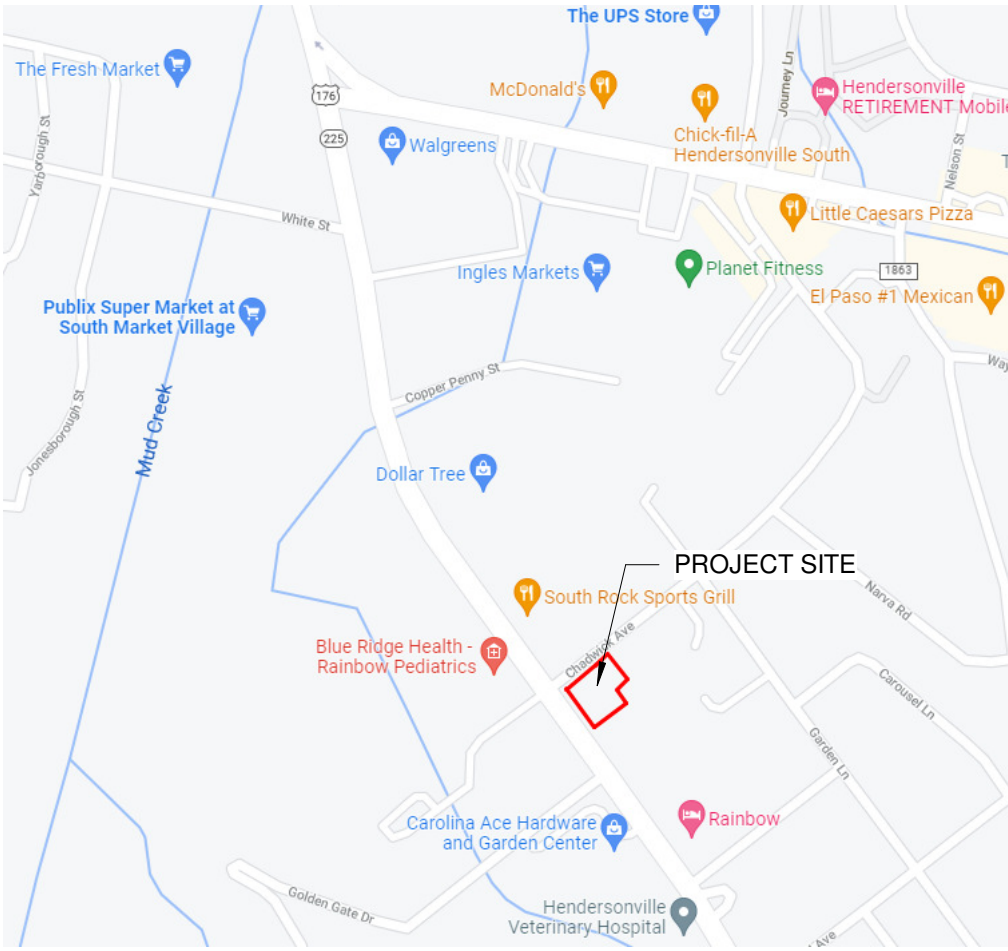 The UPS Store
The Fresh Market
176
McDonald's
Journey Ln
Hendersonville
RETIREMENT Mobile
225
Walgreens
Chick-fil-A
Hendersonville South
Nelson St
T
Yarborough St
White St
Little Caesars Pizza
Ingles Markets
Planet Fitness
1863
El Paso #1 Mexican
Publix Super Market at
South Market Village
Way
Copper Penny St
Jonesborough St
Mud Creek
Dollar Tree
PROJECT SITE
South Rock Sports Grill
Narva Rd
Blue Ridge Health -
Rainbow Pediatrics
Chadwick Ave
Carousel Ln
Garden Ln
Carolina Ace Hardware
and Garden Center
Rainbow
Golden Gate Dr
Hendersonville
Veterinary Hospital
Ave